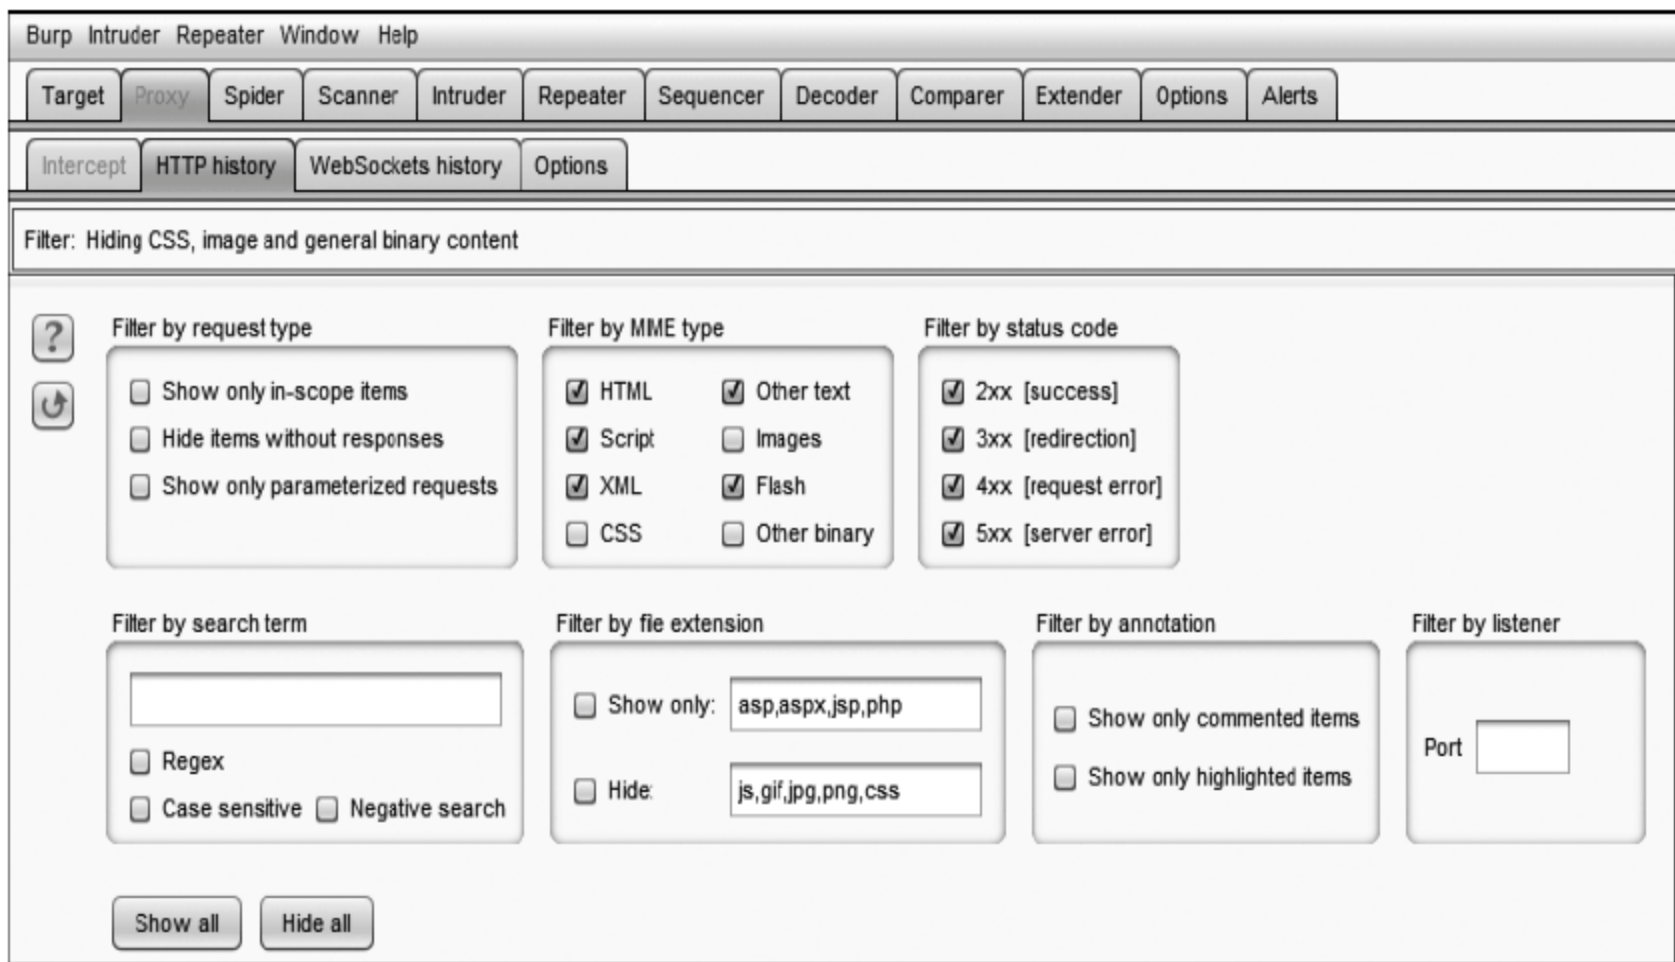 Burp Intruder Repeater Window Help
Target Proxy Spider Scanner Intruder Repeater Sequencer Decoder Comparer Extender Options Alerts
Intercept HTTP history WebSockets history Options
Filter: Hiding CSS, image and general binary content
?
Filter by request type
Show only in-scope items
Hide items without responses
Show only parameterized requests
Filter by MIME type
HTML Other text
Script Images
XML Flash
CSS Other binary
Filter by status code
2xx [success]
3xx [redirection]
4xx [request error]
5xx [server error]
Filter by search term
Regex
Case sensitive Negative search
Filter by file extension
Show only: asp,aspx,jsp,php
Hide: js,gif,jpg,png,css
Filter by annotation
Show only commented items
Show only highlighted items
Filter by listener
Port
Show all Hide all